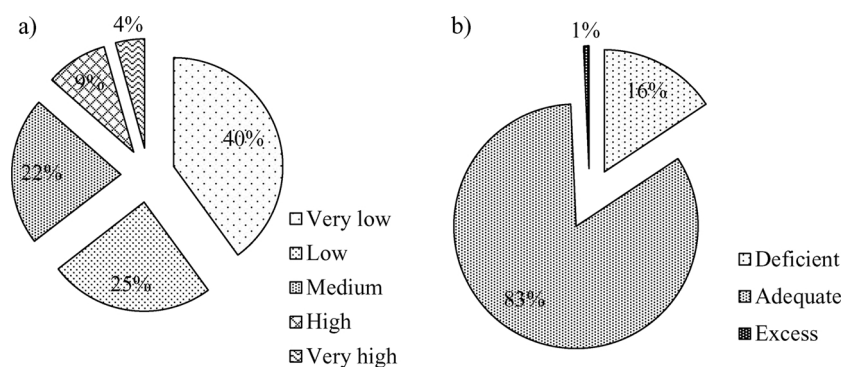 a)
4%
9%
40%
22%
25%
Very low
Low
Medium
High
Very high
b)
1%
16%
83%
Deficient
Adequate
Excess